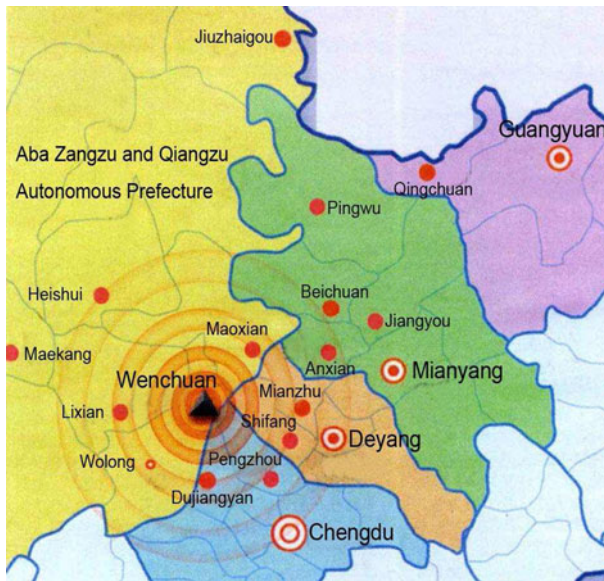 Jiuzhaigou
Guangyuan
Aba Zangzu and Qiangzu
Autonomous Prefecture
Qingchuan
Pingwu
Heishui
Beichuan
Jiangyou
Maoxian
Maekang
Anxian
Wenchuan
Mianyang
Mianzhu
Lixian
Shifang
Deyang
Wolong
Pengzhou
Dujiangyan
Chengdu